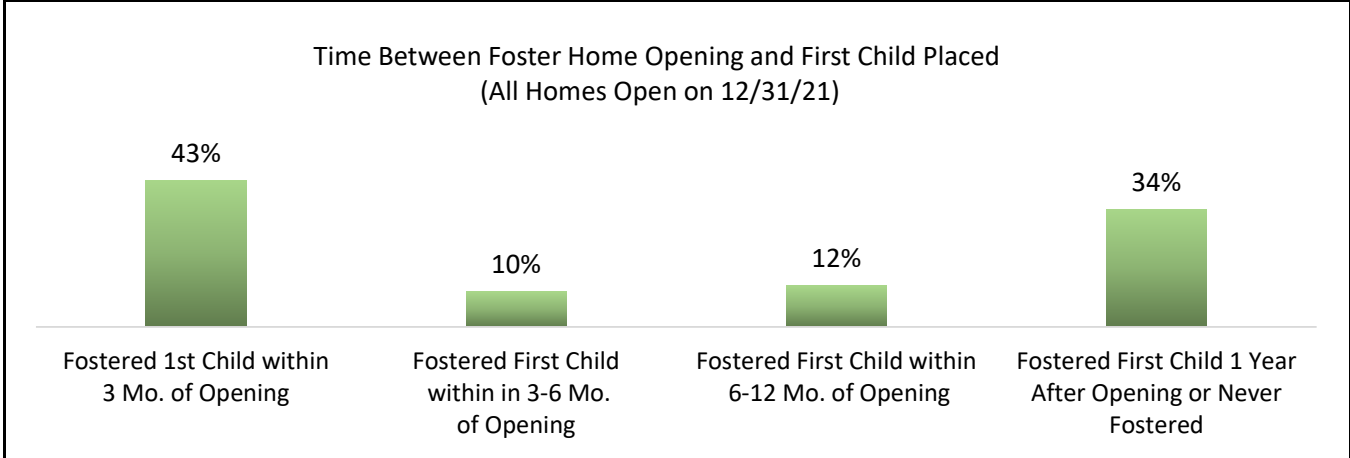 Time Between Foster Home Opening and First Child Placed
(All Homes Open on 12/31/21)
43%
10%
12%
34%
Fostered 1st Child within
3 Mo. of Opening
Fostered First Child
within in 3-6 Mo.
of Opening
Fostered First Child within
6-12 Mo. of Opening
Fostered First Child 1 Year
After Opening or Never
Fostered